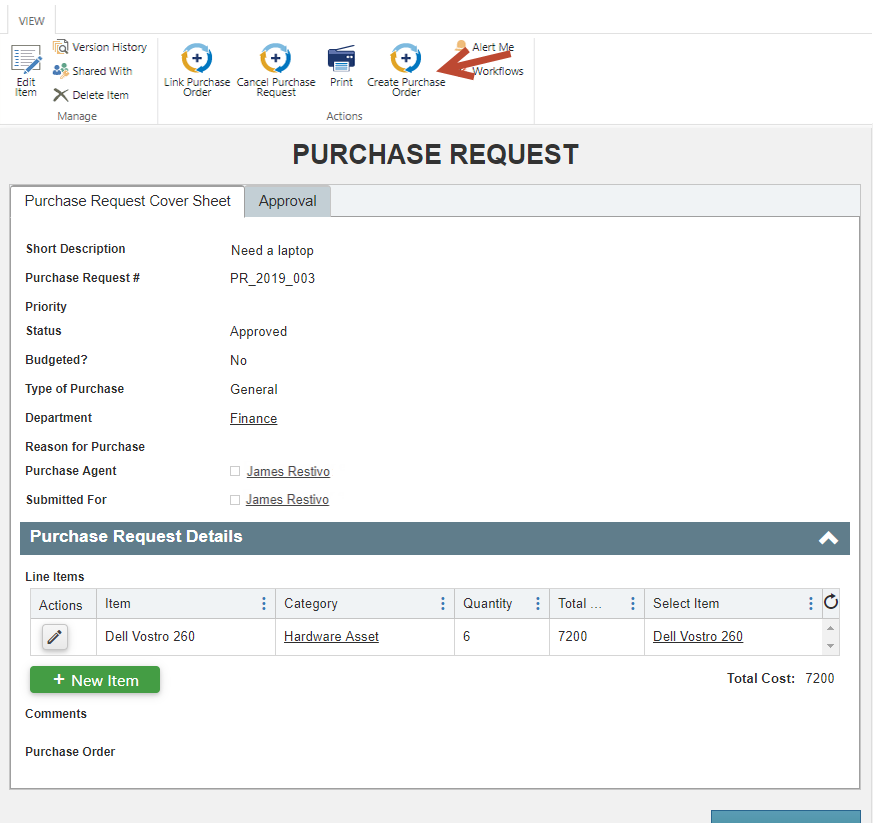 VIEW
Edit
Item
Version History
Shared With
Delete Item
Manage
Link Purchase
Order
Cancel Purchase
Request
Print
Create Purchase
Order
Alert Me
Workflows
Actions
PURCHASE REQUEST
Purchase Request Cover Sheet
Approval
Short Description Need a laptop
Purchase Request # PR_2019_003
Priority
Status Approved
Budgeted? No
Type of Purchase General
Department Finance
Reason for Purchase
Purchase Agent James Restivo
Submitted For James Restivo
Purchase Request Details
Line Items
Actions Item Category Quantity Total ... Select Item
Dell Vostro 260 Hardware Asset 6 7200 Dell Vostro 260
+ New Item
Total Cost: 7200
Comments
Purchase Order